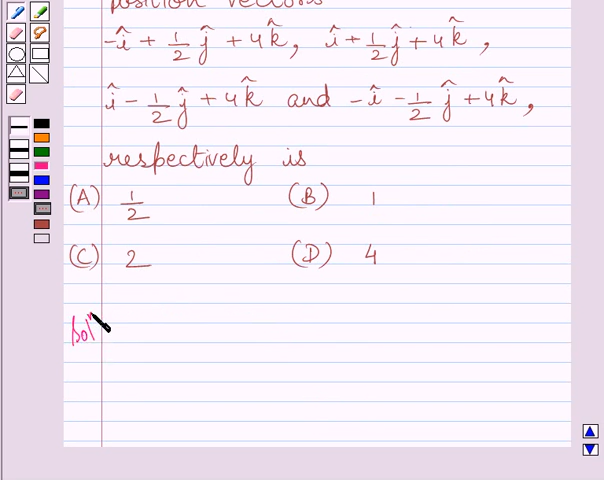 position vectors
-î + 1/2 ĵ + 4k̂, î + 1/2 ĵ + 4k̂,
î - 1/2 ĵ + 4k̂ and -î - 1/2 ĵ + 4k̂,
respectively is
(A) 1/2 (B) 1
(C) 2 (D) 4
Solⁿ